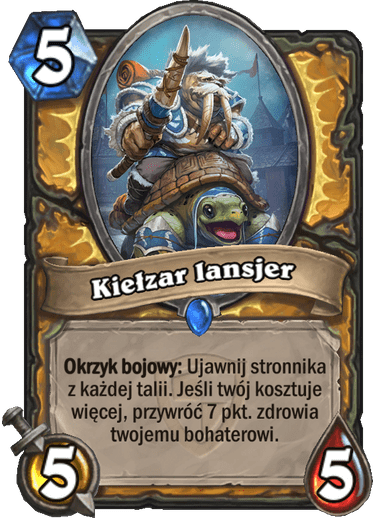 5
Kiełzar lansjer
Okrzyk bojowy: Ujawnij stronnika
z każdej talii. Jeśli twój kosztuje
więcej, przywróć 7 pkt. zdrowia
twojemu bohaterowi.
5
5